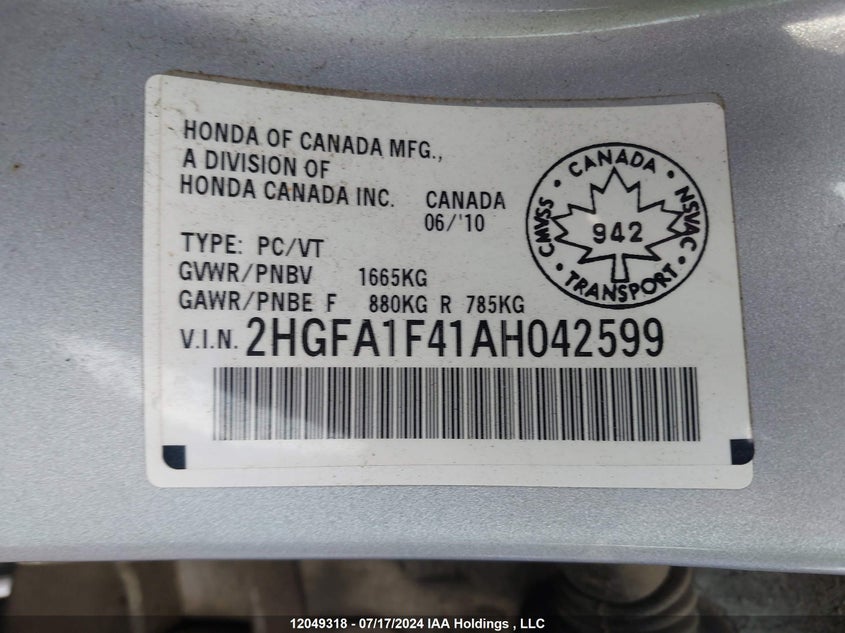 HONDA OF CANADA MFG.,
A DIVISION OF
HONDA CANADA INC. CANADA
06/'10
TYPE: PC/VT
GVWR/PNBV 1665KG
GAWR/PNBE F 880KG R 785KG
V.I.N. 2HGFA1F41AH042599
CANADA
CMVSS
942
NSVAC
TRANSPORT
12049318 - 07/17/2024 IAA Holdings , LLC